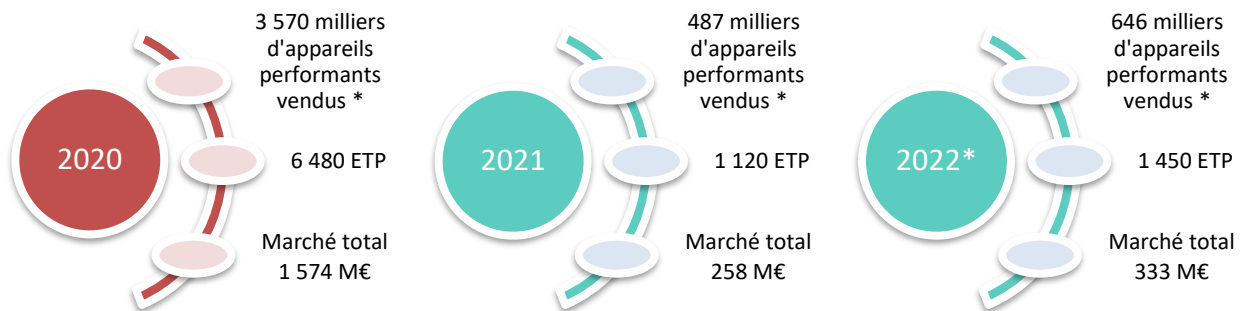 2020
3 570 milliers
d'appareils
performants
vendus *
6 480 ETP
Marché total
1 574 M€
2021
487 milliers
d'appareils
performants
vendus *
1 120 ETP
Marché total
258 M€
2022*
646 milliers
d'appareils
performants
vendus *
1 450 ETP
Marché total
333 M€